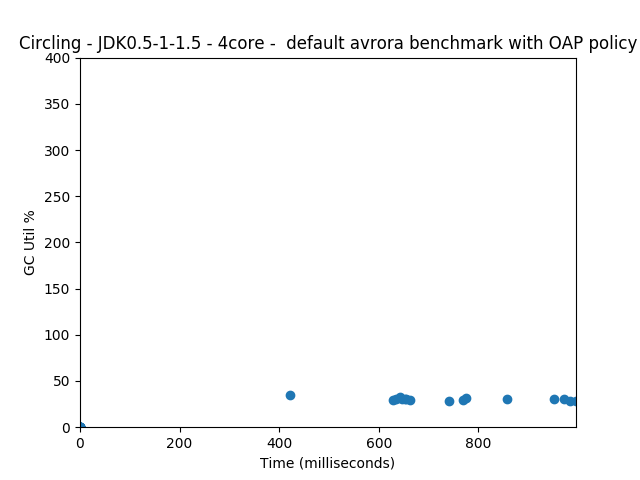 Circling - JDK0.5-1-1.5 - 4core -  default avrora benchmark with OAP policy
400
350
300
250
200
150
100
50
0
GC Util %
0 200 400 600 800
Time (milliseconds)